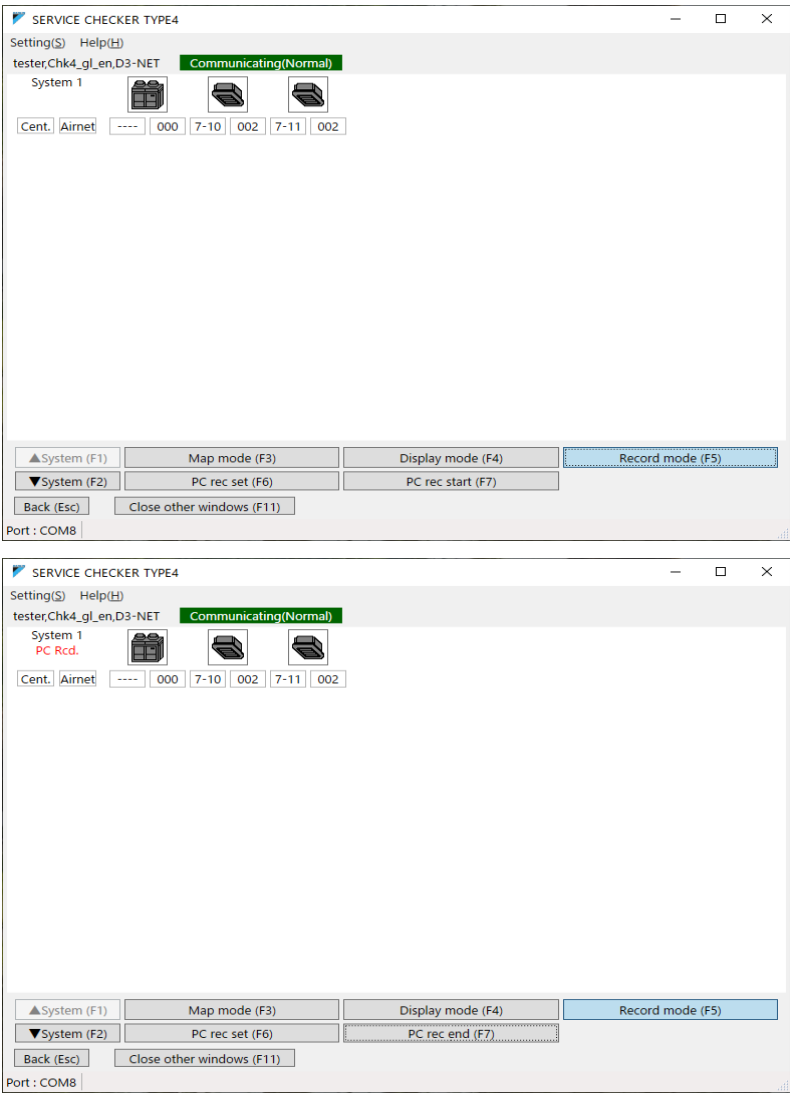 SERVICE CHECKER TYPE4
Setting(S) Help(H)
tester,Chk4_gl_en,D3-NET Communicating(Normal)
System 1
Cent. Airnet ---- 000 7-10 002 7-11 002
▲System (F1) Map mode (F3) Display mode (F4) Record mode (F5)
▼System (F2) PC rec set (F6) PC rec start (F7)
Back (Esc) Close other windows (F11)
Port : COM8
SERVICE CHECKER TYPE4
Setting(S) Help(H)
tester,Chk4_gl_en,D3-NET Communicating(Normal)
System 1
PC Rcd.
Cent. Airnet ---- 000 7-10 002 7-11 002
▲System (F1) Map mode (F3) Display mode (F4) Record mode (F5)
▼System (F2) PC rec set (F6) PC rec end (F7)
Back (Esc) Close other windows (F11)
Port : COM8